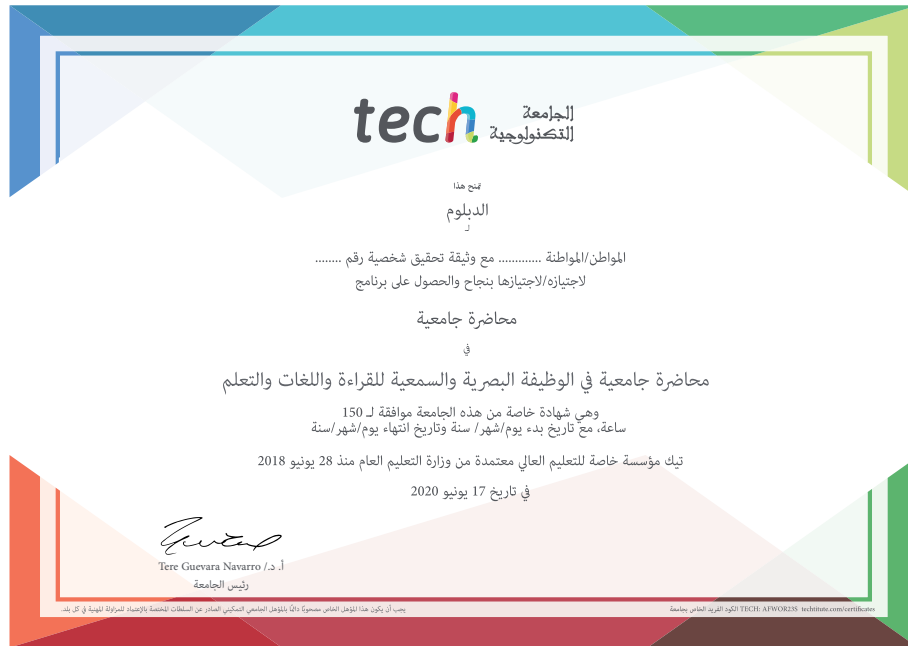 tech الجامعة
التكنولوجية
تمنح هذا
الدبلوم
لـ
المواطن/المواطنة ............. مع وثيقة تحقيق شخصية رقم ........
لاجتيازه/لاجتيازها بنجاح والحصول على برنامج
محاضرة جامعية
في
محاضرة جامعية في الوظيفة البصرية والسمعية للقراءة واللغات والتعلم
وهي شهادة خاصة من هذه الجامعة موافقة لـ 150
ساعة، مع تاريخ بدء يوم/شهر/ سنة وتاريخ انتهاء يوم/شهر/سنة
تيك مؤسسة خاصة للتعليم العالي معتمدة من وزارة التعليم العام منذ 28 يونيو 2018
في تاريخ 17 يونيو 2020
أ. د./ Tere Guevara Navarro
رئيس الجامعة
يجب أن يكون هذا المؤهل الخاص مصحوبًا دائمًا بالمؤهل الجامعي التمكيني الصادر عن السلطات المختصة بالإعتماد للمزاولة المهنية في كل بلد.
الكود الفريد الخاص بجامعة TECH: AFWOR23S techtitute.com/certificates